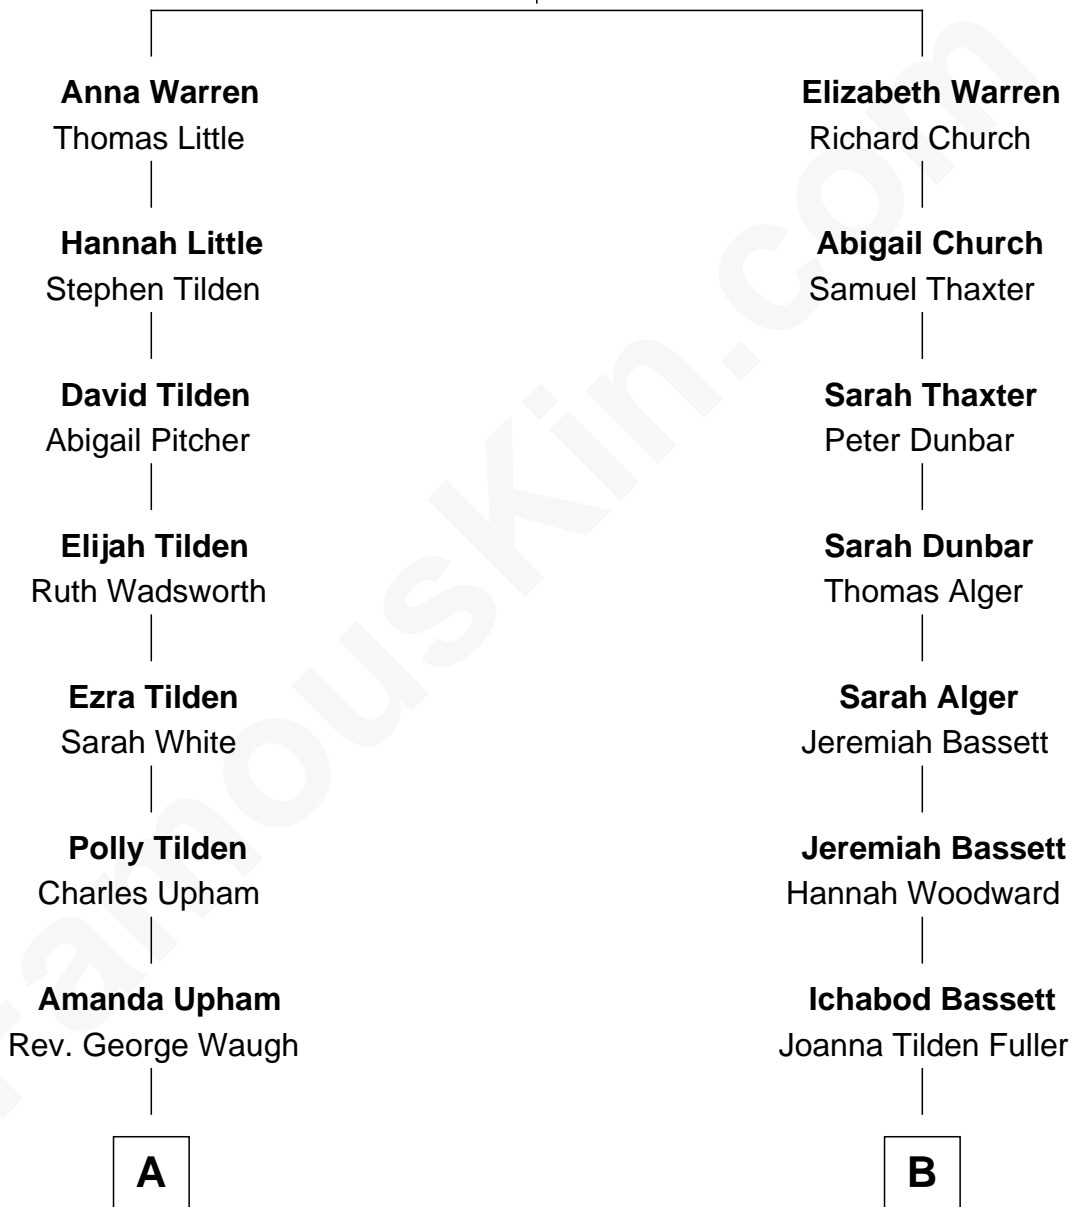 Anna Warren
Thomas Little
Hannah Little
Stephen Tilden
David Tilden
Abigail Pitcher
Elijah Tilden
Ruth Wadsworth
Ezra Tilden
Sarah White
Polly Tilden
Charles Upham
Amanda Upham
Rev. George Waugh
A
Elizabeth Warren
Richard Church
Abigail Church
Samuel Thaxter
Sarah Thaxter
Peter Dunbar
Sarah Dunbar
Thomas Alger
Sarah Alger
Jeremiah Bassett
Jeremiah Bassett
Hannah Woodward
Ichabod Bassett
Joanna Tilden Fuller
B
FamousKin.com